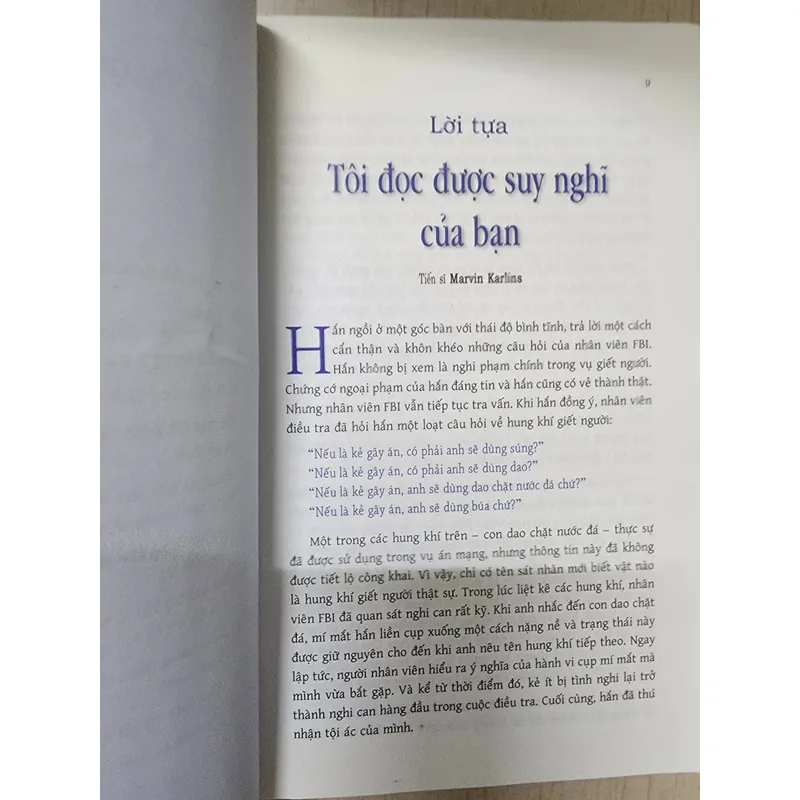 9
Lời tựa
Tôi đọc được suy nghĩ
của bạn
Tiến sĩ Marvin Karlins
Hắn ngồi ở một góc bàn với thái độ bình tĩnh, trả lời một cách
cẩn thận và khôn khéo những câu hỏi của nhân viên FBI.
Hắn không bị xem là nghi phạm chính trong vụ giết người.
Chứng cớ ngoại phạm của hắn đáng tin và hắn cũng có vẻ thành thật.
Nhưng nhân viên FBI vẫn tiếp tục tra vấn. Khi hắn đồng ý, nhân viên
điều tra đã hỏi hắn một loạt câu hỏi về hung khí giết người:
“Nếu là kẻ gây án, có phải anh sẽ dùng súng?”
“Nếu là kẻ gây án, có phải anh sẽ dùng dao?”
“Nếu là kẻ gây án, anh sẽ dùng dao chặt nước đá chứ?”
“Nếu là kẻ gây án, anh sẽ dùng búa chứ?”
Một trong các hung khí trên – con dao chặt nước đá – thực sự
đã được sử dụng trong vụ án mạng, nhưng thông tin này đã không
được tiết lộ công khai. Vì vậy, chỉ có tên sát nhân mới biết vật nào
là hung khí giết người thật sự. Trong lúc liệt kê các hung khí, nhân
viên FBI đã quan sát nghi can rất kỹ. Khi anh nhắc đến con dao chặt
đá, mí mắt hắn liền cụp xuống một cách nặng nề và trạng thái này
được giữ nguyên cho đến khi anh nêu tên hung khí tiếp theo. Ngay
lập tức, người nhân viên hiểu ra ý nghĩa của hành vi cụp mí mắt mà
mình vừa bắt gặp. Và kể từ thời điểm đó, kẻ ít bị tình nghi lại trở
thành nghi can hàng đầu trong cuộc điều tra. Cuối cùng, hắn đã thú
nhận tội ác của mình.